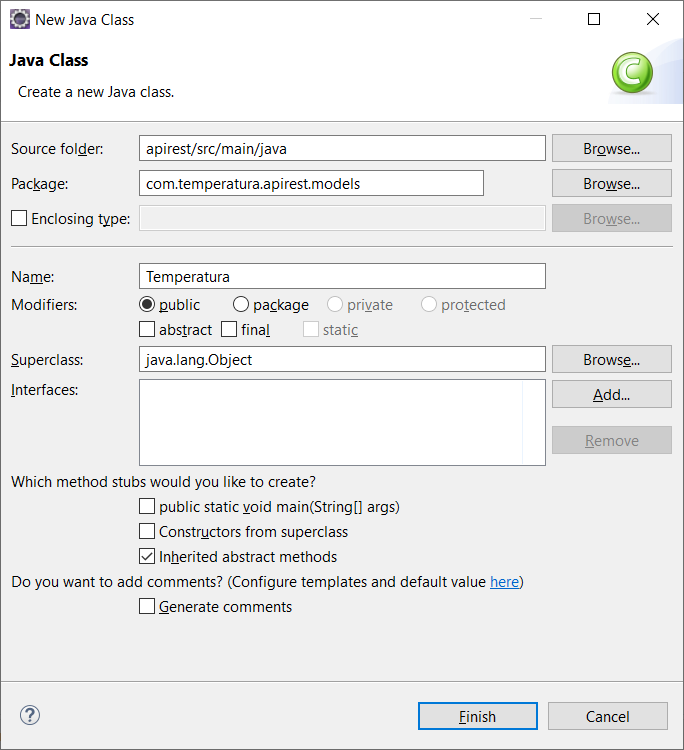 New Java Class
Java Class
Create a new Java class.
Source folder: apirest/src/main/java Browse...
Package: com.temperatura.apirest.models Browse...
Enclosing type: Browse...
Name: Temperatura
Modifiers: public package private protected
abstract final static
Superclass: java.lang.Object Browse...
Interfaces: Add...
Remove
Which method stubs would you like to create?
public static void main(String[] args)
Constructors from superclass
Inherited abstract methods
Do you want to add comments? (Configure templates and default value here)
Generate comments
Finish Cancel